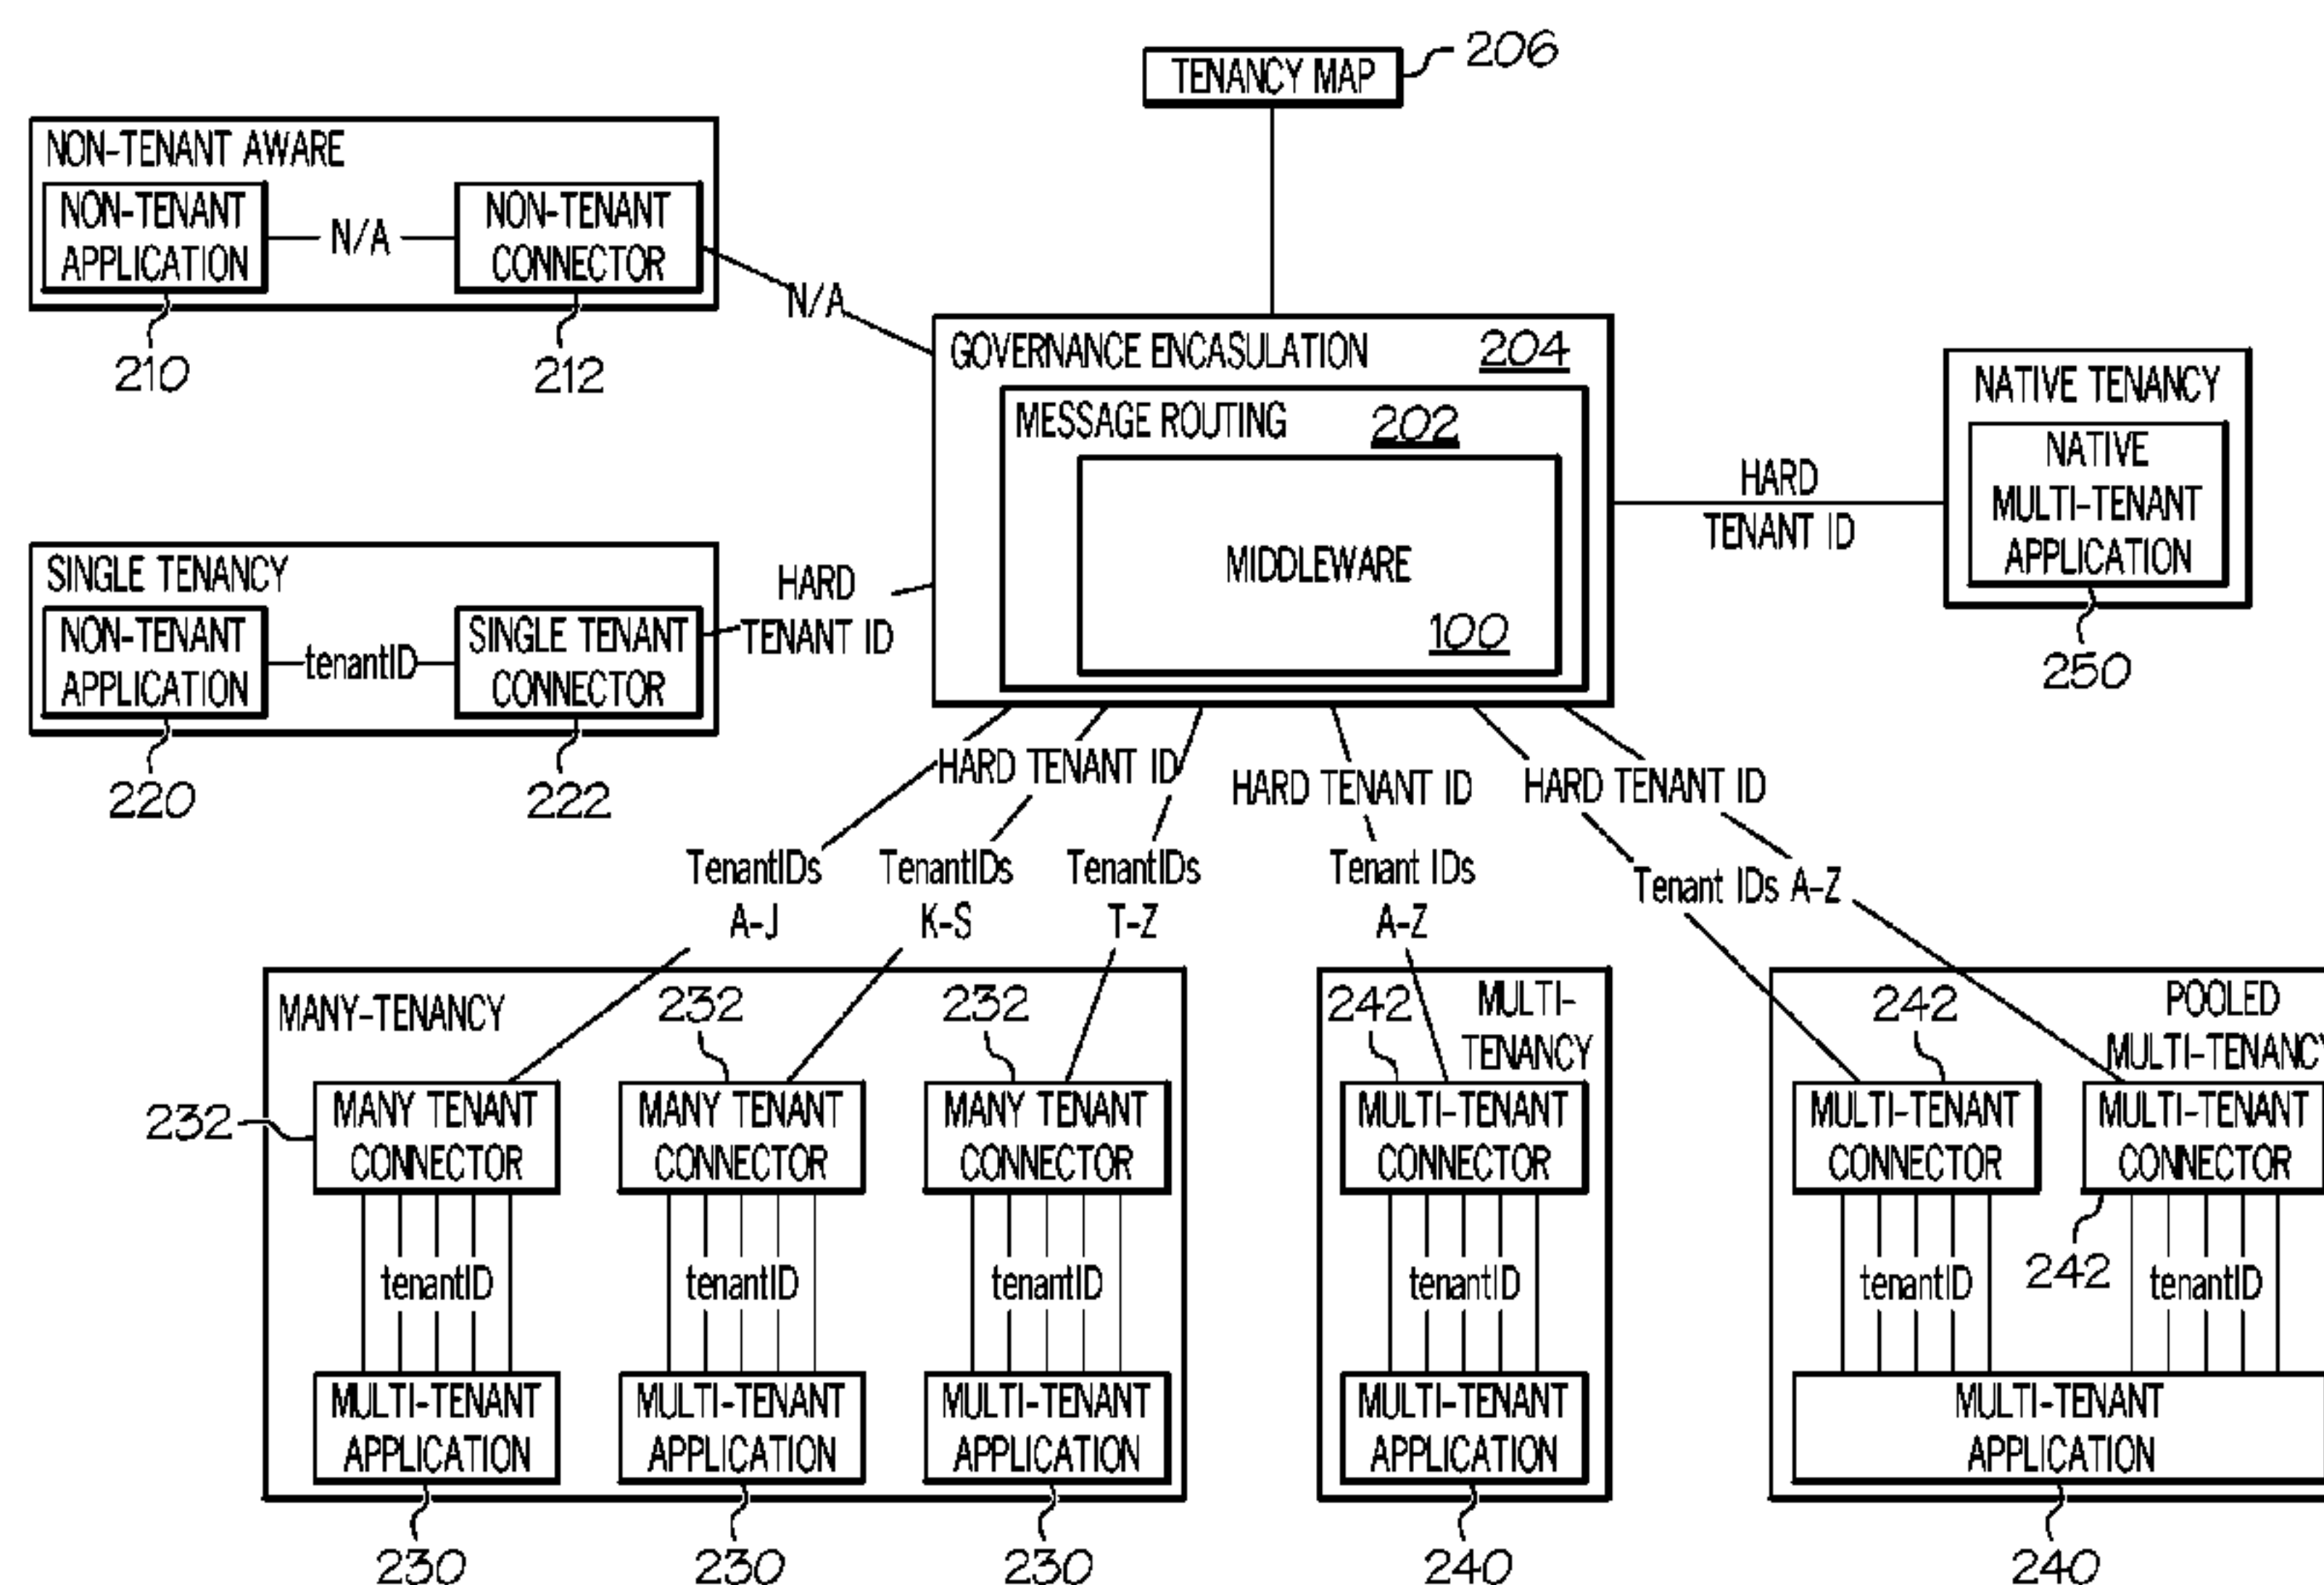 TENANCY MAP
206
NON-TENANT AWARE
NON-TENANT
APPLICATION
N/A
NON-TENANT
CONNECTOR
N/A
210
212
GOVERNANCE ENCASULATION
204
MESSAGE ROUTING
202
MIDDLEWARE
100
NATIVE TENANCY
NATIVE
MULTI-TENANT
APPLICATION
250
HARD
TENANT ID
SINGLE TENANCY
NON-TENANT
APPLICATION
tenantID
SINGLE TENANT
CONNECTOR
HARD
TENANT ID
220
222
HARD TENANT ID
HARD TENANT ID
HARD TENANT ID
TenantIDs
A-J
TenantIDs
K-S
TenantIDs
T-Z
Tenant IDs
A-Z
Tenant IDs A-Z
MANY-TENANCY
232
232
232
MANY TENANT
CONNECTOR
MANY TENANT
CONNECTOR
MANY TENANT
CONNECTOR
tenantID
tenantID
tenantID
MULTI-TENANT
APPLICATION
MULTI-TENANT
APPLICATION
MULTI-TENANT
APPLICATION
230
230
230
242
MULTI-
TENANCY
MULTI-TENANT
CONNECTOR
tenantID
MULTI-TENANT
APPLICATION
240
242
POOLED
MULTI-TENANCY
MULTI-TENANT
CONNECTOR
MULTI-TENANT
CONNECTOR
tenantID
242
tenantID
MULTI-TENANT
APPLICATION
240